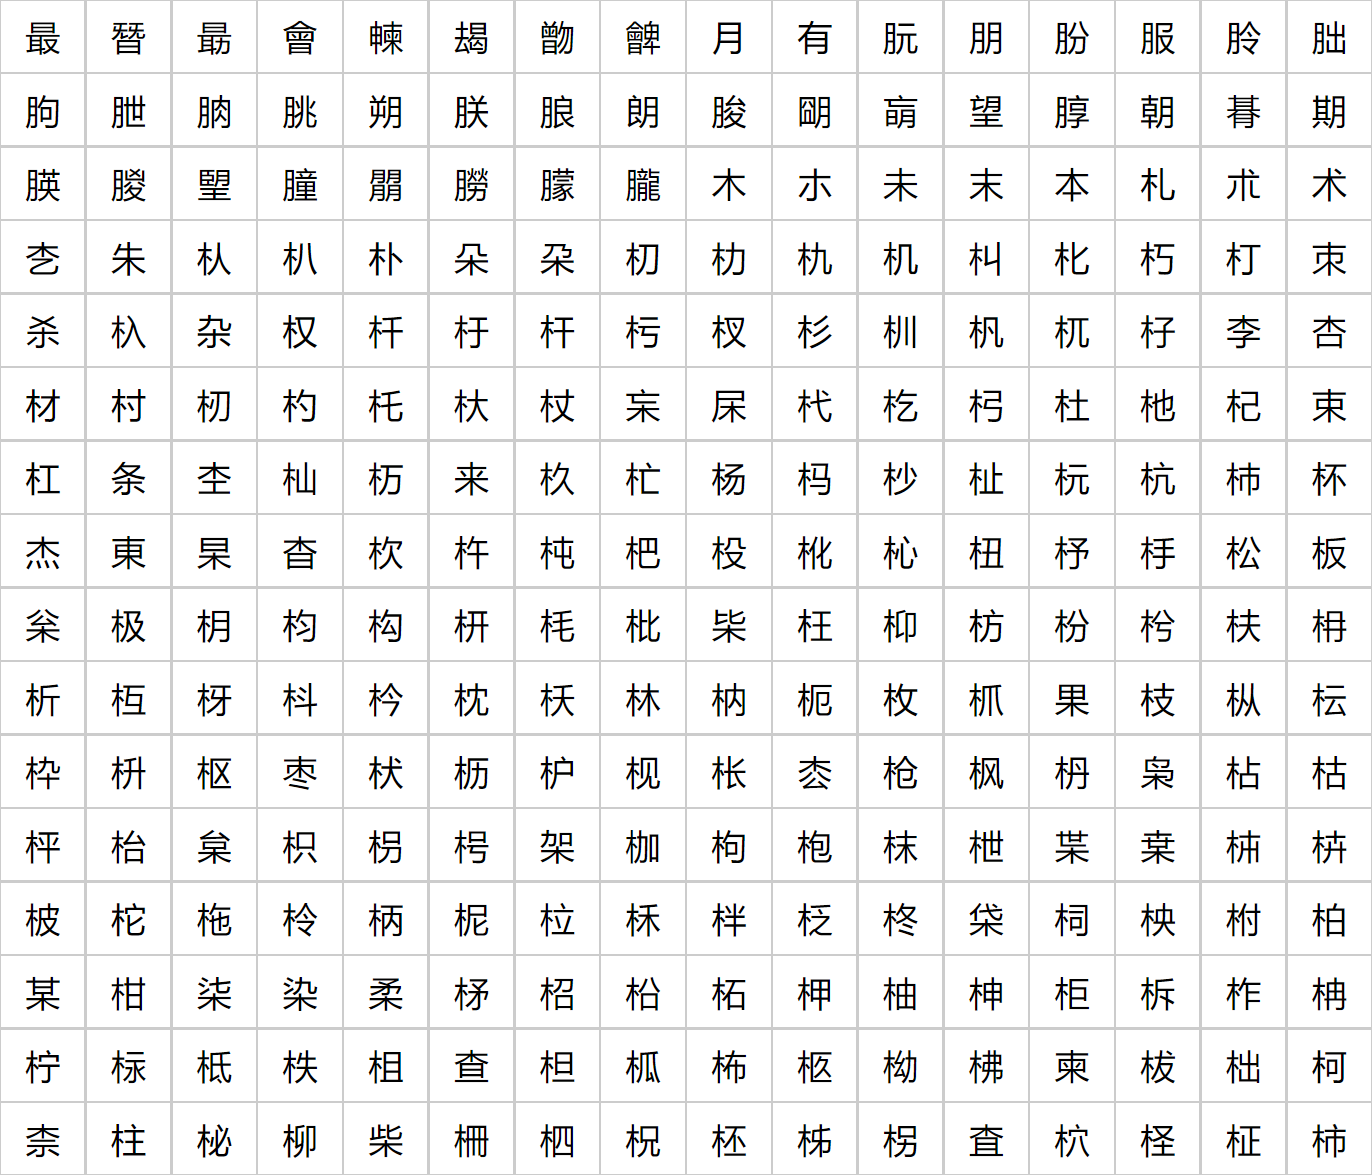 最朁朂會朄朅朆朇月有朊朋朌服朎朏
朐朑朒朓朔朕朖朗朘朙朚望朜朝朞期
朠朡朢朣朤朥朦朧木朩未末本札朮术
朰朱朲朳朴朵朶朷朸朹机朻朼朽朾朿
杀杁杂权杄杅杆杇杈杉杊杋杌杍李杏
材村杒杓杔杕杖杗杘杙杚杛杜杝杞束
杠条杢杣杤来杦杧杨杩杪杫杬杭杮杯
杰東杲杳杴杵杶杷杸杹杺杻杼杽松板
枀极枂枃构枅枆枇枈枉枊枋枌枍枎枏
析枑枒枓枔枕枖林枘枙枚枛果枝枞枟
枠枡枢枣枤枥枦枧枨枩枪枫枬枭枮枯
枰枱枲枳枴枵架枷枸枹枺枻枼枽枾枿
柀柁柂柃柄柅柆柇柈柉柊柋柌柍柎柏
某柑柒染柔柕柖柗柘柙柚柛柜柝柞柟
柠柡柢柣柤查柦柧柨柩柪柫柬柭柮柯
柰柱柲柳柴柵柶柷柸柹柺査柼柽柾柿